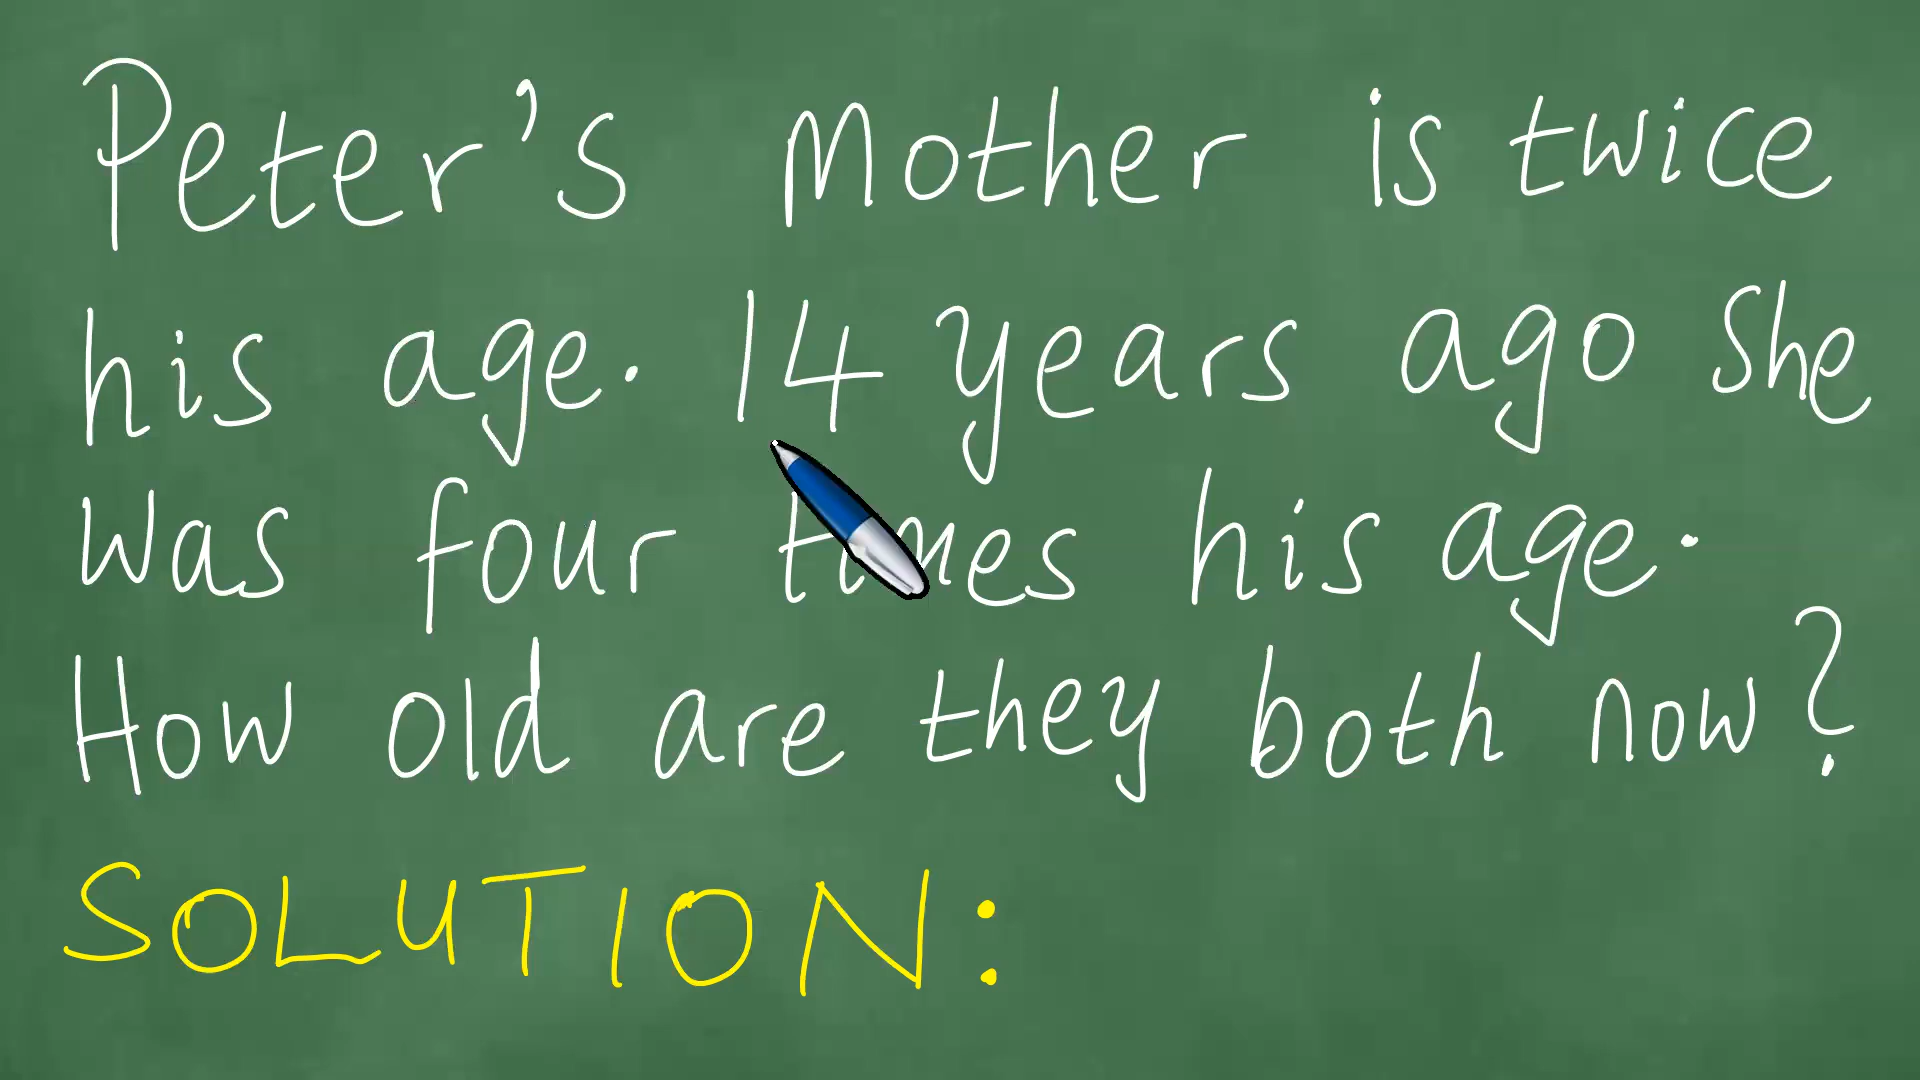 Peter's Mother is twice
his age. 14 years ago She
was four times his age.
How old are they both now?
SOLUTION: